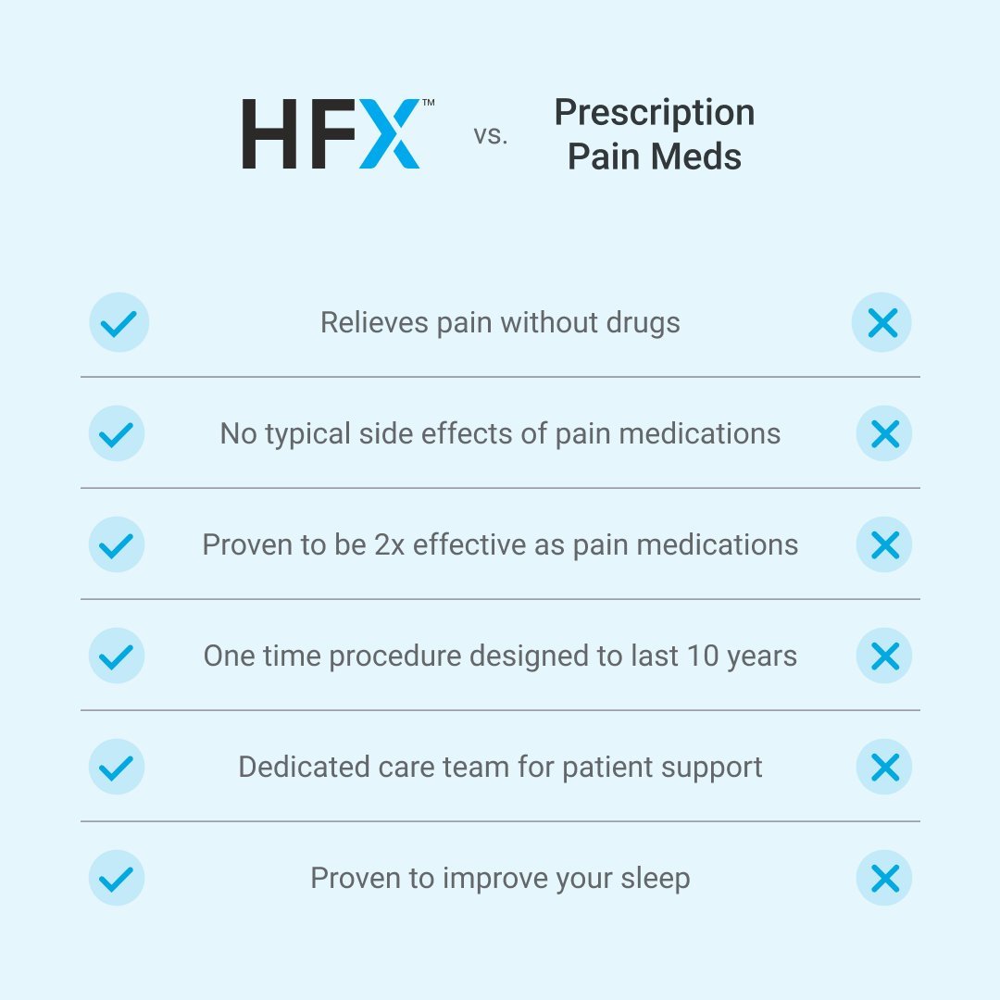 HFX™ vs. Prescription
Pain Meds
Relieves pain without drugs
No typical side effects of pain medications
Proven to be 2x effective as pain medications
One time procedure designed to last 10 years
Dedicated care team for patient support
Proven to improve your sleep